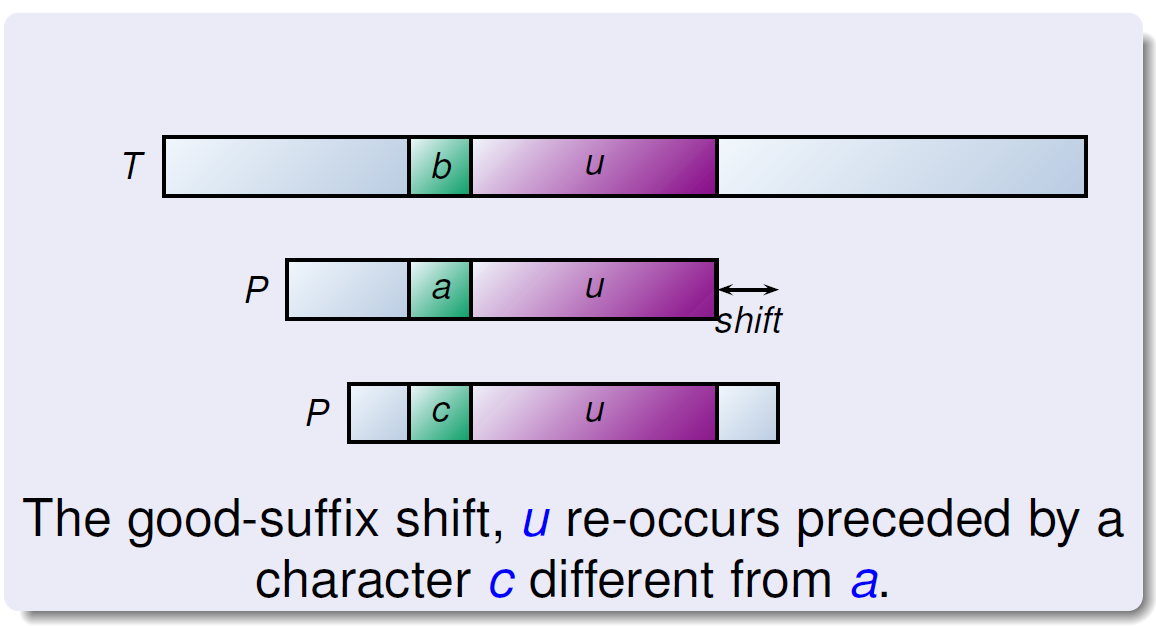 T b u
P a u
shift
P c u
The good-suffix shift, u re-occurs preceded by a
character c different from a.